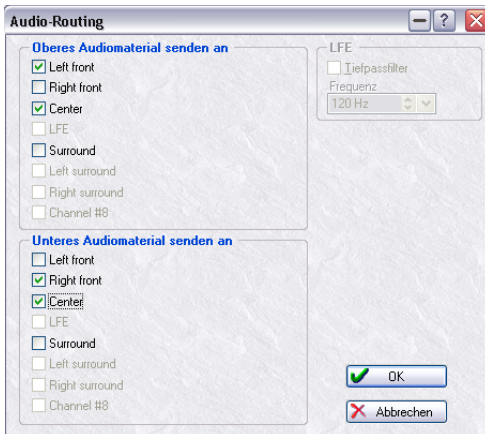 Audio-Routing
Oberes Audiomaterial senden an
Left front
Right front
Center
LFE
Surround
Left surround
Right surround
Channel #8
LFE
Tiefpassfilter
Frequenz
120 Hz
Unteres Audiomaterial senden an
Left front
Right front
Center
LFE
Surround
Left surround
Right surround
Channel #8
OK
Abbrechen